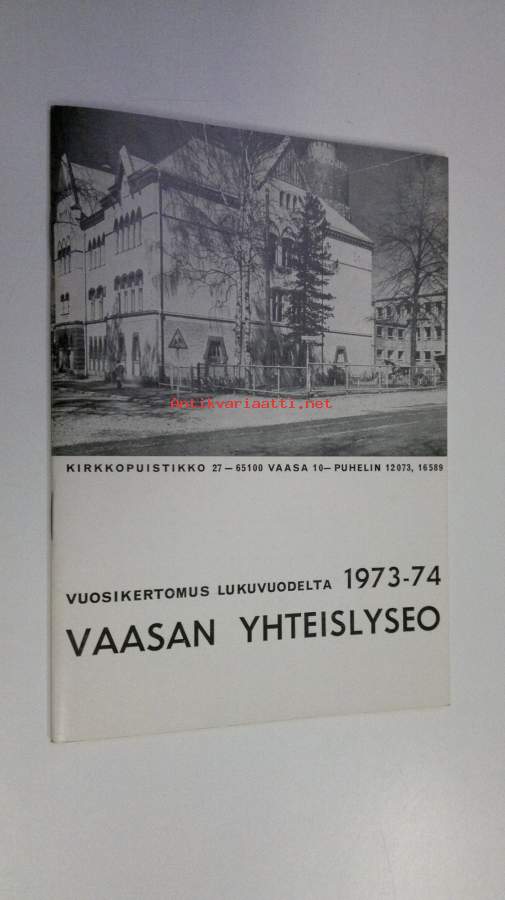 Antikvariaatti.net
KIRKKOPUISTIKKO 27 — 65100 VAASA 10 — PUHELIN 12073, 16589
VUOSIKERTOMUS LUKUVUODELTA 1973-74
VAASAN YHTEISLYSEO